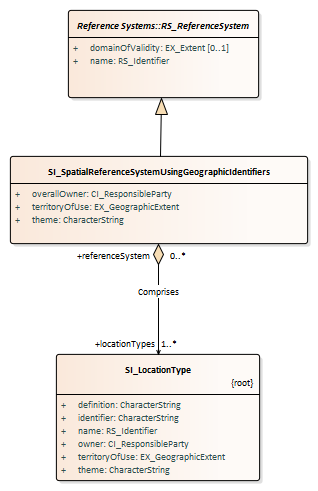 Reference Systems::RS_ReferenceSystem
+ domainOfValidity: EX_Extent [0..1]
+ name: RS_Identifier
SI_SpatialReferenceSystemUsingGeographicIdentifiers
+ overallOwner: CI_ResponsibleParty
+ territoryOfUse: EX_GeographicExtent
+ theme: CharacterString
+referenceSystem 0..*
Comprises
+locationTypes 1..*
SI_LocationType
{root}
+ definition: CharacterString
+ identifier: CharacterString
+ name: RS_Identifier
+ owner: CI_ResponsibleParty
+ territoryOfUse: EX_GeographicExtent
+ theme: CharacterString